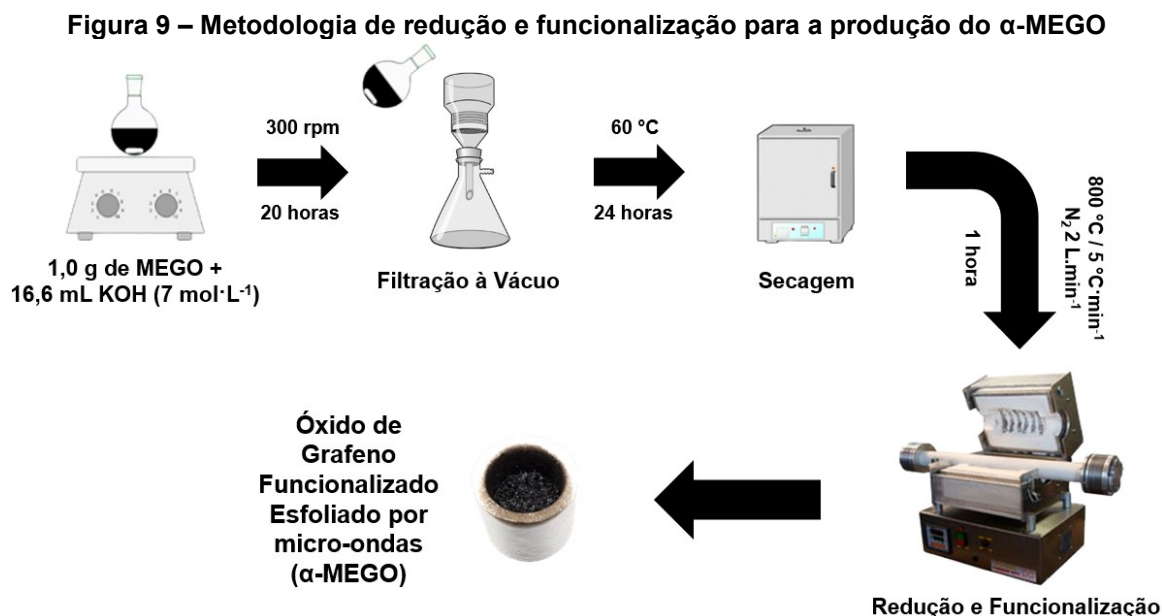 Figura 9 – Metodologia de redução e funcionalização para a produção do α-MEGO
300 rpm
20 horas
60 °C
24 horas
800 °C / 5 °C·min⁻¹
N₂ 2 L.min⁻¹
1 hora
1,0 g de MEGO +
16,6 mL KOH (7 mol·L⁻¹)
Filtração à Vácuo
Secagem
Óxido de
Grafeno
Funcionalizado
Esfoliado por
micro-ondas
(α-MEGO)
Redução e Funcionalização